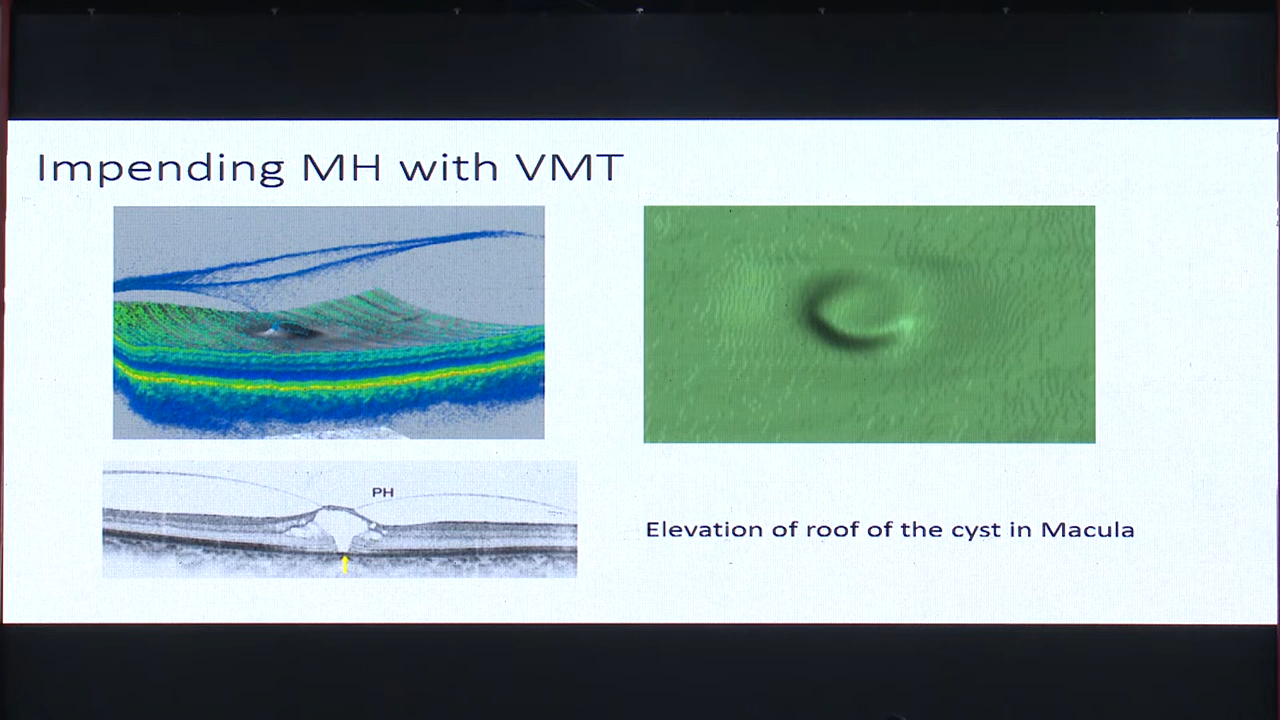 Impending MH with VMT
PH
Elevation of roof of the cyst in Macula